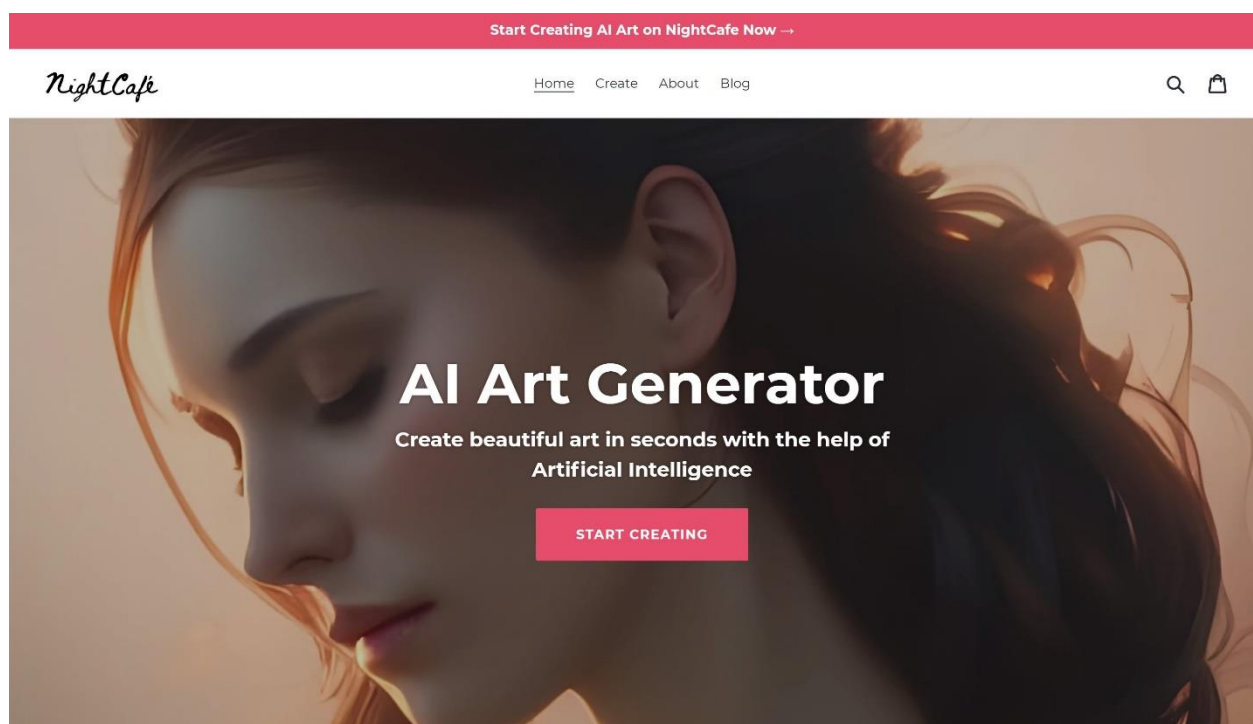 Start Creating AI Art on NightCafe Now →
NightCafé
Home Create About Blog
AI Art Generator
Create beautiful art in seconds with the help of
Artificial Intelligence
START CREATING